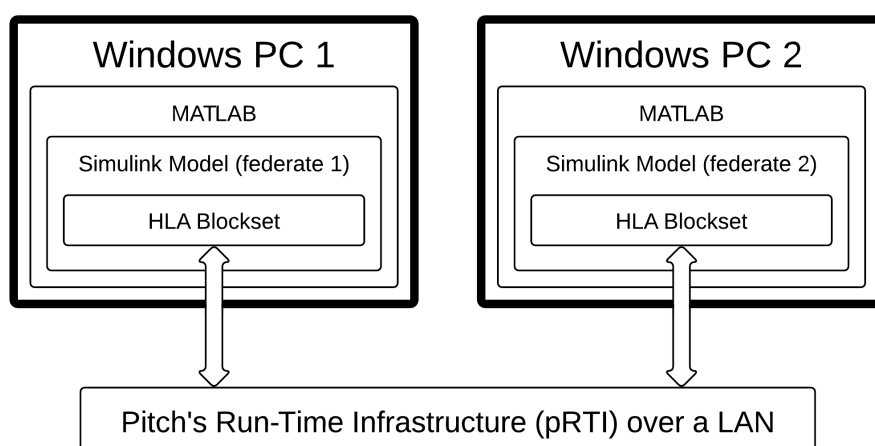 Windows PC 1
MATLAB
Simulink Model (federate 1)
HLA Blockset
Windows PC 2
MATLAB
Simulink Model (federate 2)
HLA Blockset
Pitch's Run-Time Infrastructure (pRTI) over a LAN